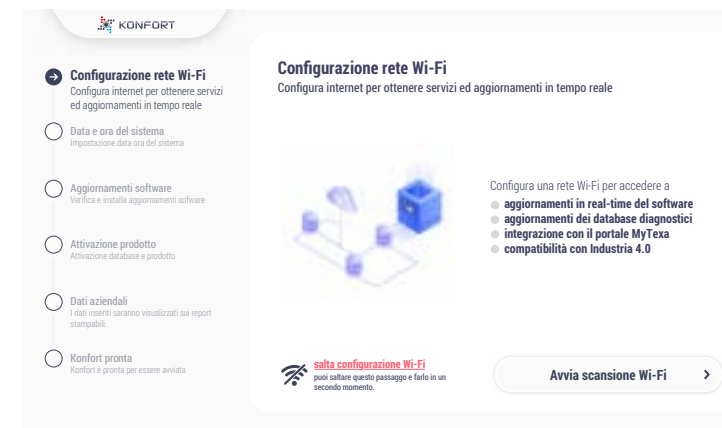 KONFORT
Configurazione rete Wi-Fi
Configura internet per ottenere servizi
ed aggiornamenti in tempo reale
Data e ora del sistema
Impostazione data ora del sistema
Aggiornamenti software
Verifica e installa aggiornamenti sofware
Attivazione prodotto
Attivazione database e prodotto
Dati aziendali
I dati inseriti saranno visualizzati sui report
stampabili.
Konfort pronta
Konfort è pronta per essere avviata
Configurazione rete Wi-Fi
Configura internet per ottenere servizi ed aggiornamenti in tempo reale
Configura una rete Wi-Fi per accedere a
aggiornamenti in real-time del software
aggiornamenti dei database diagnostici
integrazione con il portale MyTexa
compatibilità con Industria 4.0
salta configurazione Wi-Fi
puoi saltare questo passaggo e farlo in un
secondo momento.
Avvia scansione Wi-Fi